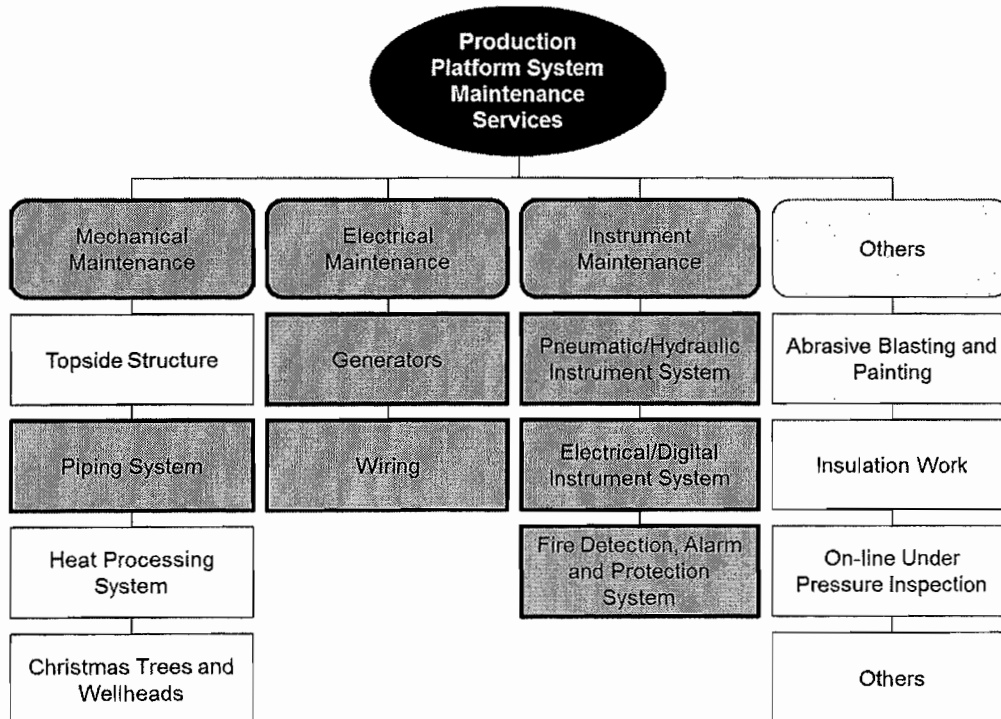 Production
Platform System
Maintenance
Services
Mechanical
Maintenance
Electrical
Maintenance
Instrument
Maintenance
Others
Topside Structure
Generators
Pneumatic/Hydraulic
Instrument System
Abrasive Blasting and
Painting
Piping System
Wiring
Electrical/Digital
Instrument System
Insulation Work
Heat Processing
System
Fire Detection, Alarm
and Protection
System
On-line Under
Pressure Inspection
Christmas Trees and
Wellheads
Others